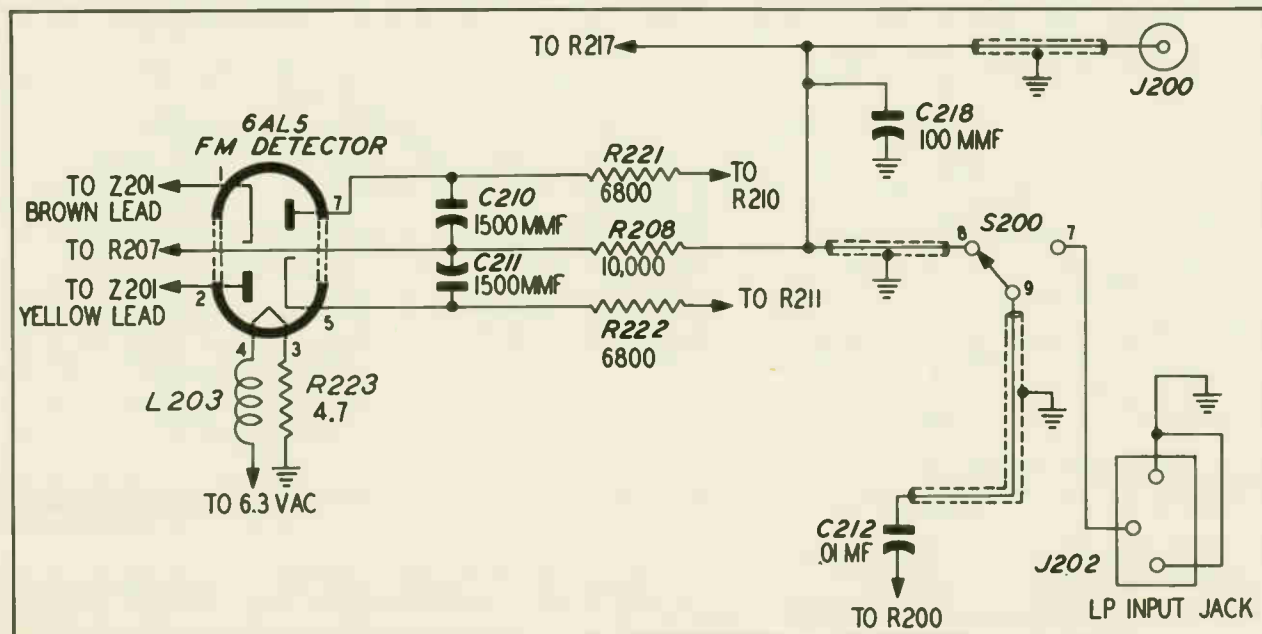 TO R217
J200
6AL5
FM DETECTOR
C218
100 MMF
TO Z201
BROWN LEAD
7
C210
1500 MMF
R221
6800
TO
R210
TO R207
R208
10,000
8
S200
7
TO Z201
YELLOW LEAD
2
C211
1500MMF
TO R211
9
5
R222
6800
4
3
L203
R223
4.7
TO 6.3 VAC
C212
.01 MF
J202
TO R200
LP INPUT JACK